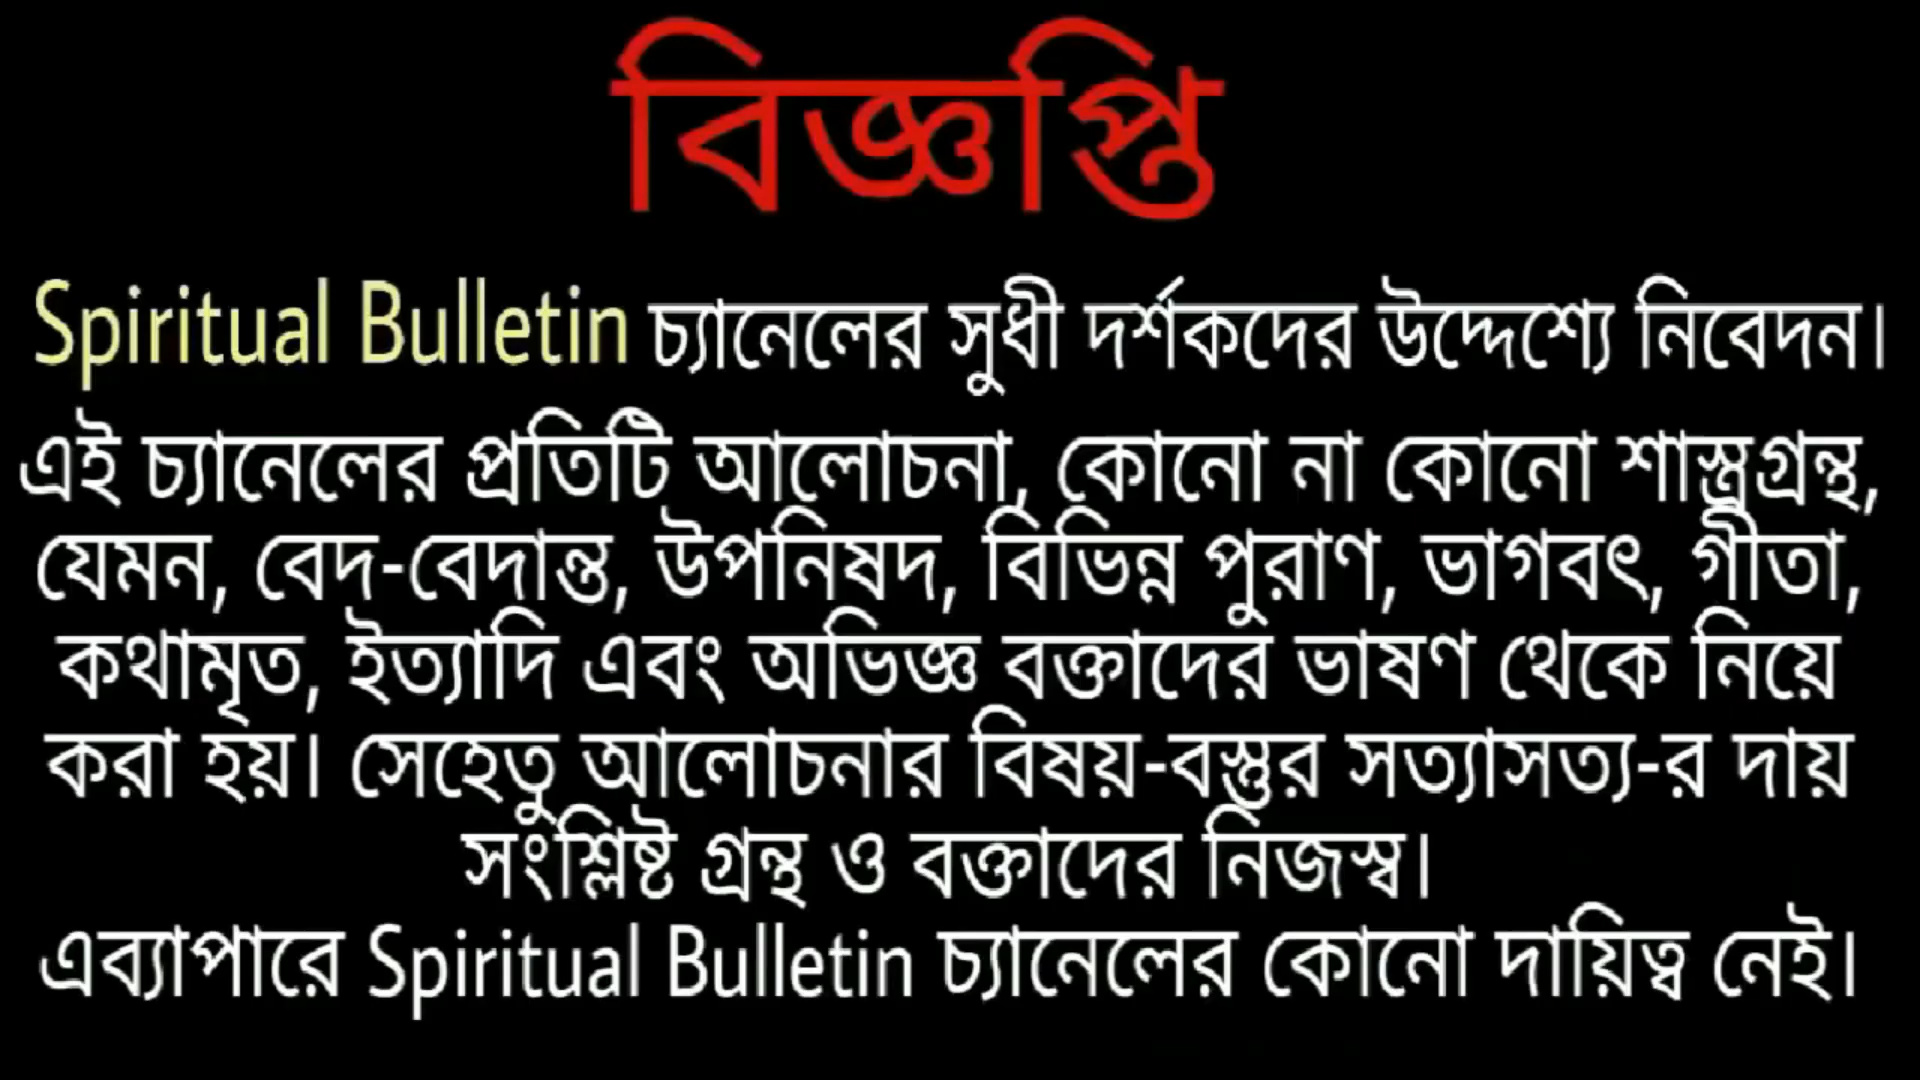 বিজ্ঞপ্তি
Spiritual Bulletin চ্যানেলের সুধী দর্শকদের উদ্দেশ্যে নিবেদন।
এই চ্যানেলের প্রতিটি আলোচনা, কোনো না কোনো শাস্ত্রগ্রন্থ,
যেমন, বেদ-বেদান্ত, উপনিষদ, বিভিন্ন পুরাণ, ভাগবৎ, গীতা,
কথামৃত, ইত্যাদি এবং অভিজ্ঞ বক্তাদের ভাষণ থেকে নিয়ে
করা হয়। সেহেতু আলোচনার বিষয়-বস্তুর সত্যাসত্য-র দায়
সংশ্লিষ্ট গ্রন্থ ও বক্তাদের নিজস্ব।
এব্যাপারে Spiritual Bulletin চ্যানেলের কোনো দায়িত্ব নেই।